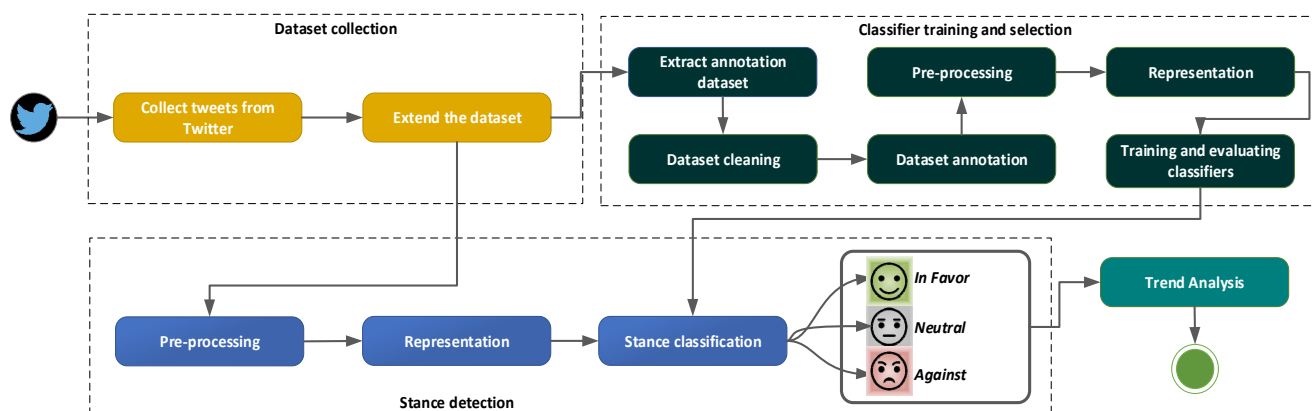 Dataset collection
Collect tweets from
Twitter
Extend the dataset
Classifier training and selection
Extract annotation
dataset
Dataset cleaning
Dataset annotation
Pre-processing
Representation
Training and evaluating
classifiers
Pre-processing
Representation
Stance classification
In Favor
Neutral
Against
Stance detection
Trend Analysis